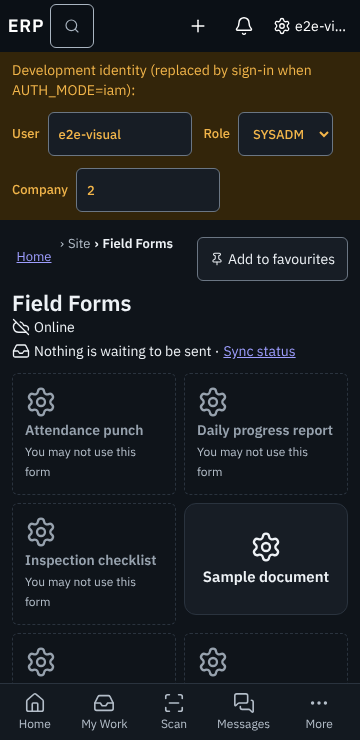 ERP
e2e-vi...
Development identity (replaced by sign-in when
AUTH_MODE=iam):
User e2e-visual Role SYSADM
Company 2
Home › Site › Field Forms
Add to favourites
Field Forms
Online
Nothing is waiting to be sent · Sync status
Attendance punch
You may not use this
form
Daily progress report
You may not use this
form
Inspection checklist
You may not use this
form
Sample document
Home My Work Scan Messages More